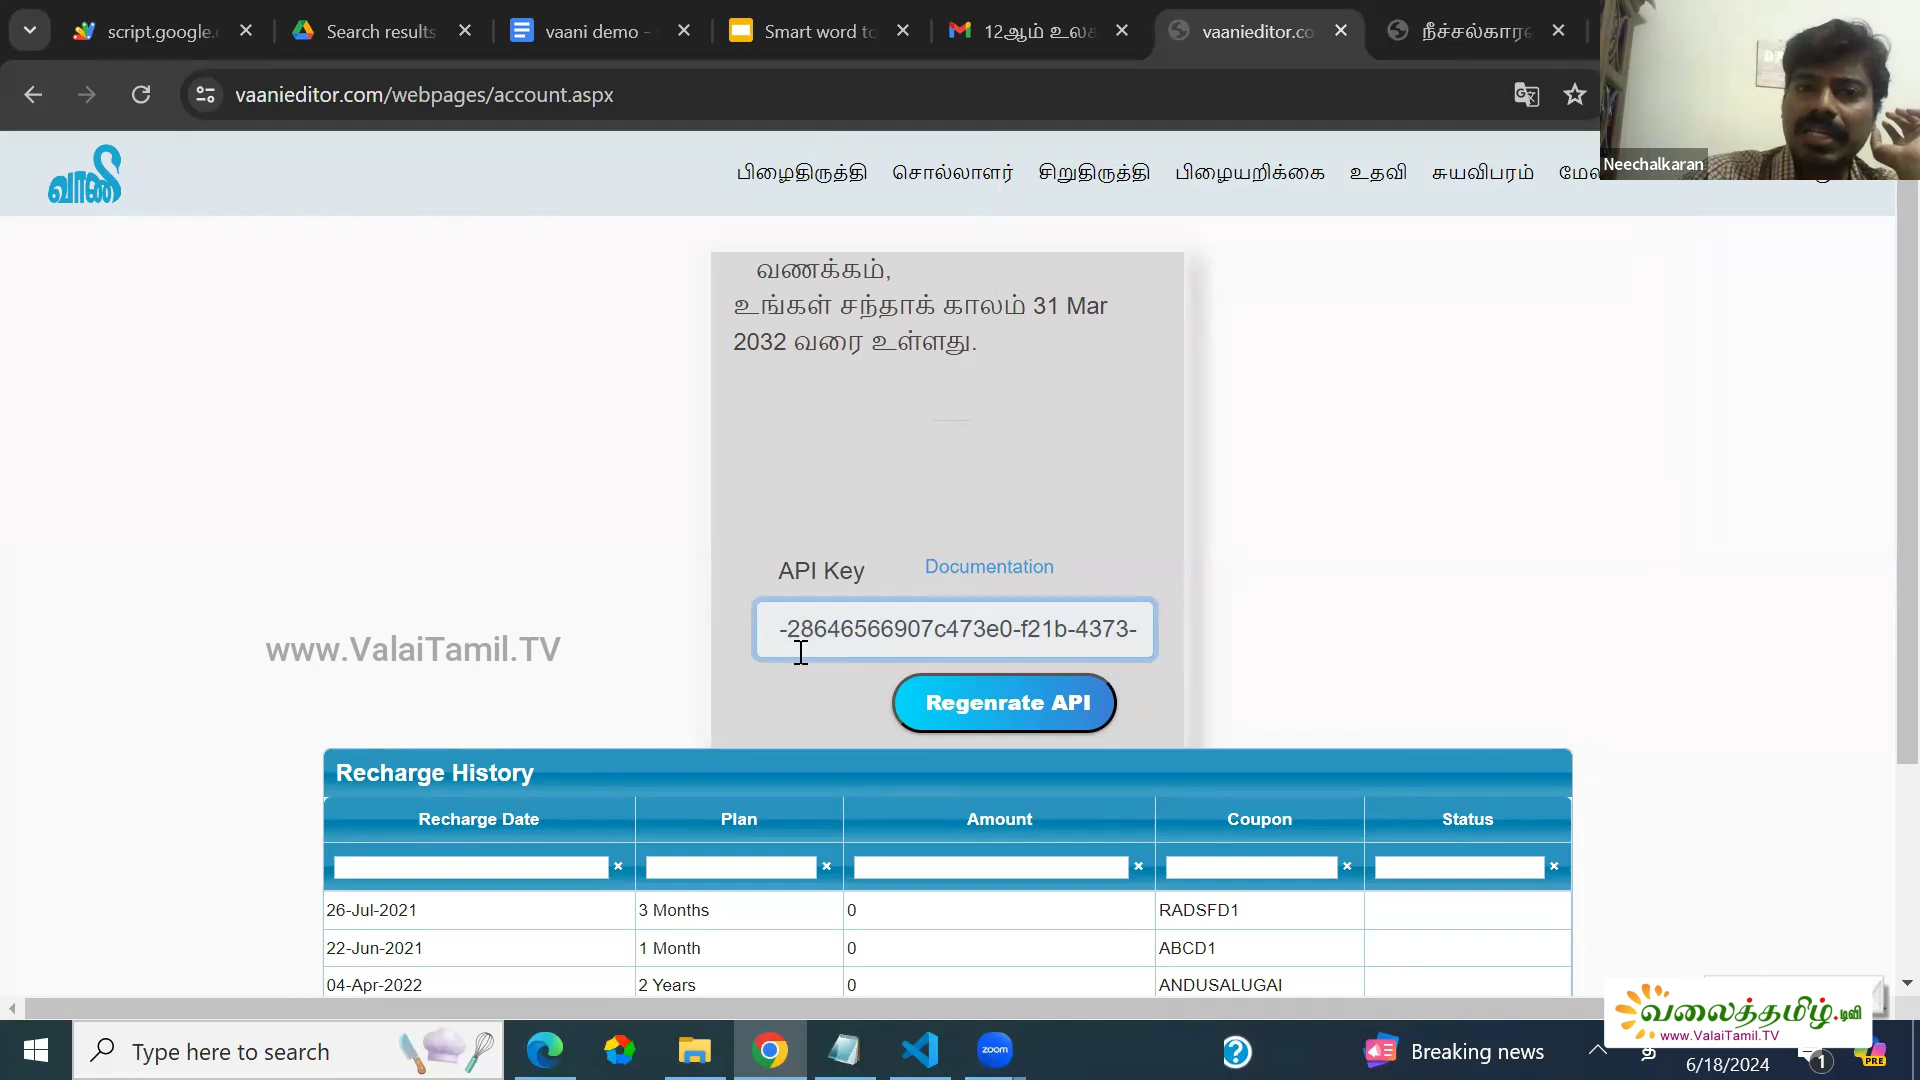 script.google.
Search results
vaani demo -
Smart word to
12ஆம் உலக
vaanieditor.co
நீச்சல்கார
vaanieditor.com/webpages/account.aspx
Neechalkaran
வாணி
பிழைதிருத்தி சொல்லாளர் சிறுதிருத்தி பிழையறிக்கை உதவி சுயவிபரம் மேல
வணக்கம்,
உங்கள் சந்தாக் காலம் 31 Mar
2032 வரை உள்ளது.
API Key
Documentation
-28646566907c473e0-f21b-4373-
www.ValaiTamil.TV
Regenrate API
Recharge History
Recharge Date Plan Amount Coupon Status
26-Jul-2021 3 Months 0 RADSFD1
22-Jun-2021 1 Month 0 ABCD1
04-Apr-2022 2 Years 0 ANDUSALUGAI
வலைத்தமிழ்.டிவி
www.ValaiTamil.TV
Type here to search
zoom
Breaking news
த
6/18/2024
1
PRE